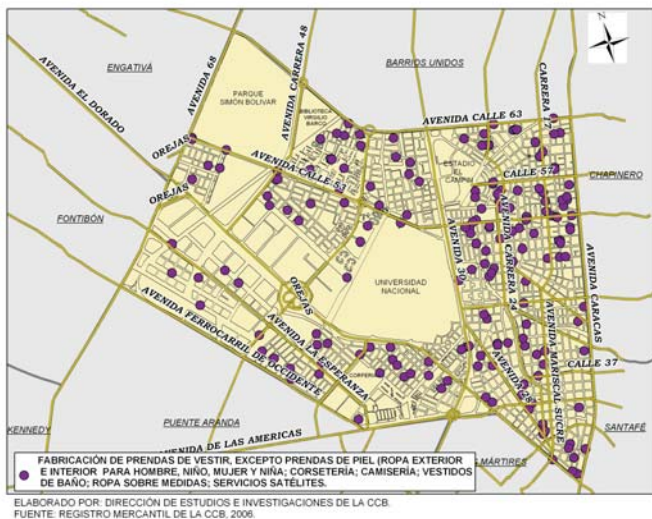 N
AVENIDA CARRERA 48
ENGATIVÁ
BARRIOS UNIDOS
AVENIDA EL DORADO
AVENIDA 68
PARQUE
SIMÓN BOLIVAR
CARRERA 17
BIBLIOTECA
VIRGILIO
BARCO
AVENIDA CALLE 63
OREJAS
AVENIDA CALLE 53
ESTADIO
EL
CAMPIN
CALLE 57
CHAPINERO
OREJAS
FONTIBÓN
AVENIDA 30
AVENIDA CARRERA 24
AVENIDA CARACAS
UNIVERSIDAD
NACIONAL
OREJAS
AVENIDA FERROCARRIL DE OCCIDENTE
AVENIDA LA ESPERANZA
AVENIDA MARISCAL SUCRE
CALLE 37
CORFERIAS
AVENIDA 28
KENNEDY
PUENTE ARANDA
SANTAFÉ
AVENIDA DE LAS AMERICAS
MÁRTIRES
FABRICACIÓN DE PRENDAS DE VESTIR, EXCEPTO PRENDAS DE PIEL (ROPA EXTERIOR
E INTERIOR PARA HOMBRE, NIÑO, MUJER Y NIÑA; CORSETERÍA; CAMISERÍA; VESTIDOS
DE BAÑO; ROPA SOBRE MEDIDAS; SERVICIOS SATÉLITES.
ELABORADO POR: DIRECCIÓN DE ESTUDIOS E INVESTIGACIONES DE LA CCB.
FUENTE: REGISTRO MERCANTIL DE LA CCB, 2006.